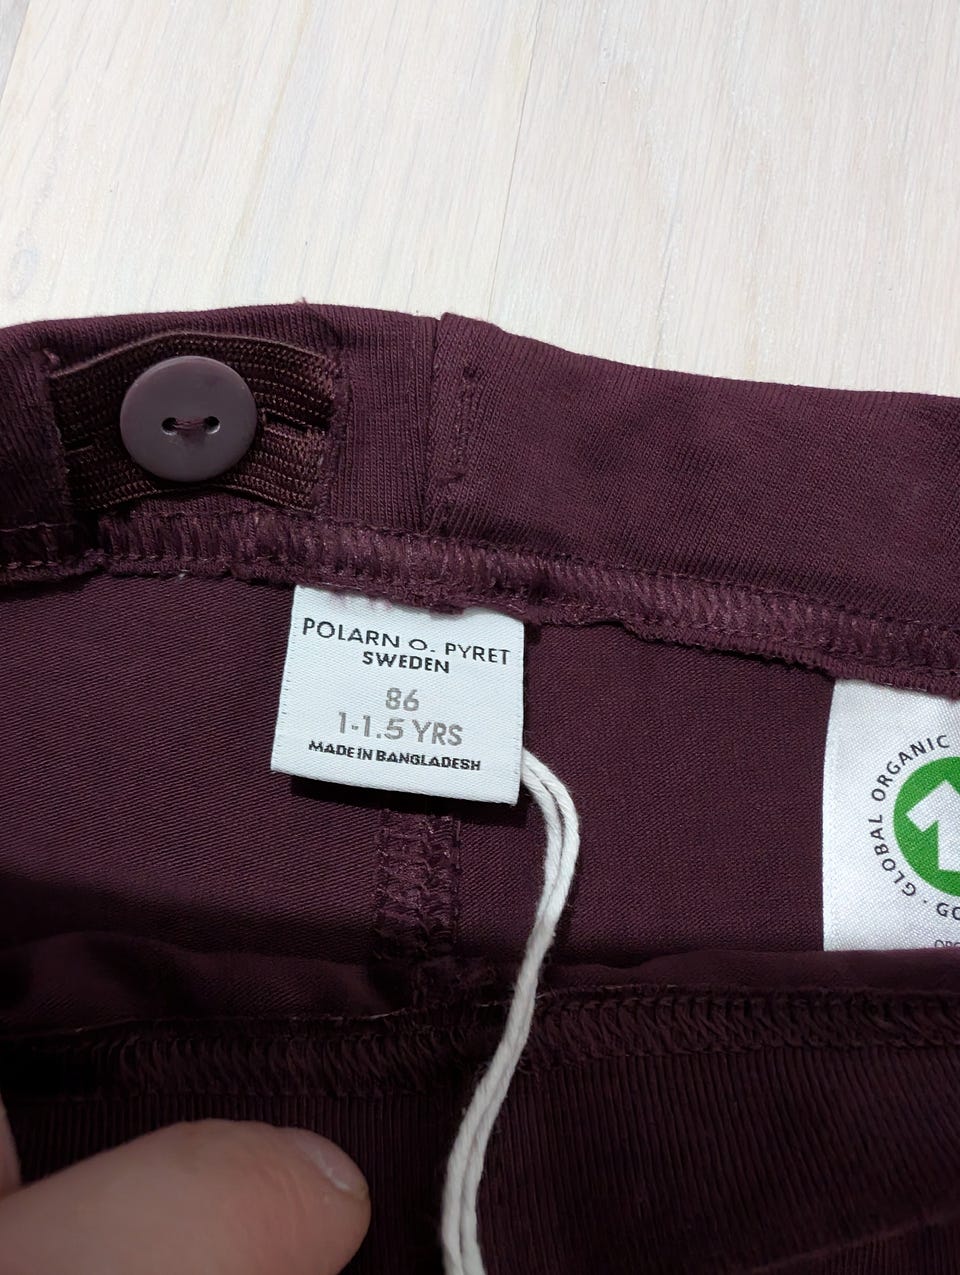 POLARN O. PYRET
SWEDEN
86
1-1.5 YRS
MADE IN BANGLADESH
GLOBAL ORGANIC